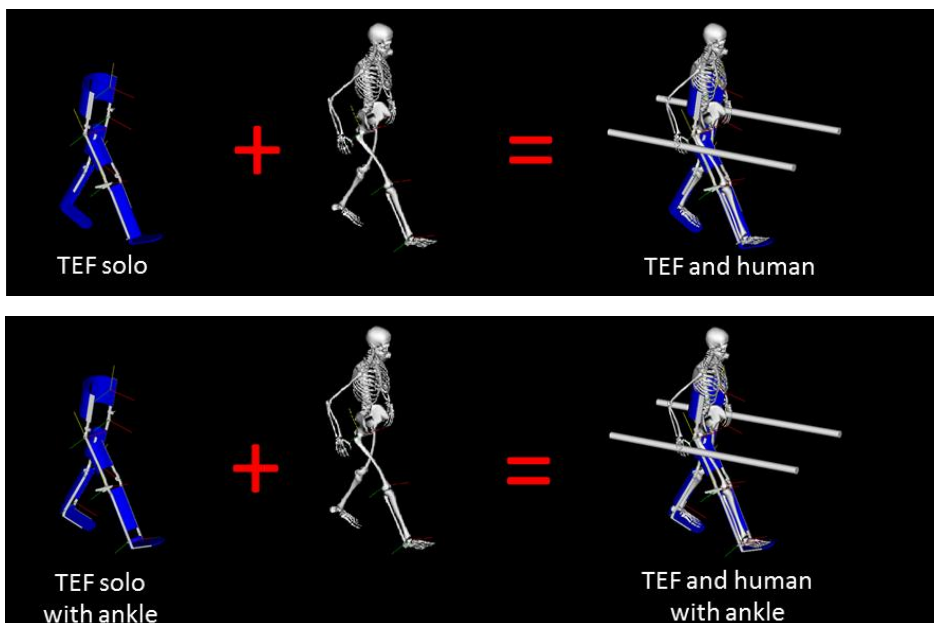 +
=
TEF solo
TEF and human
+
=
TEF solo
with ankle
TEF and human
with ankle